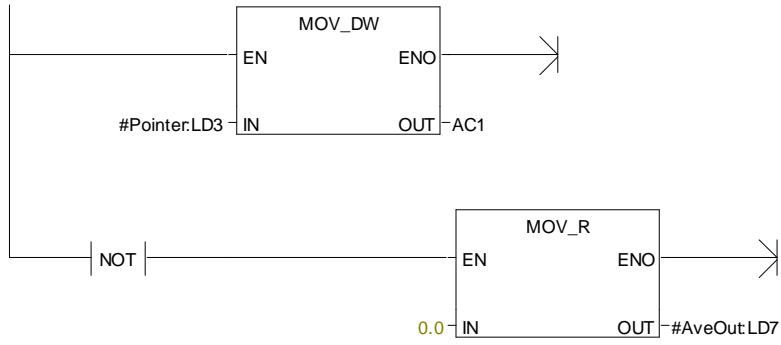 MOV_DW
EN ENO
#Pointer:LD3 IN OUT AC1
MOV_R
NOT EN ENO
0.0 IN OUT #AveOut:LD7